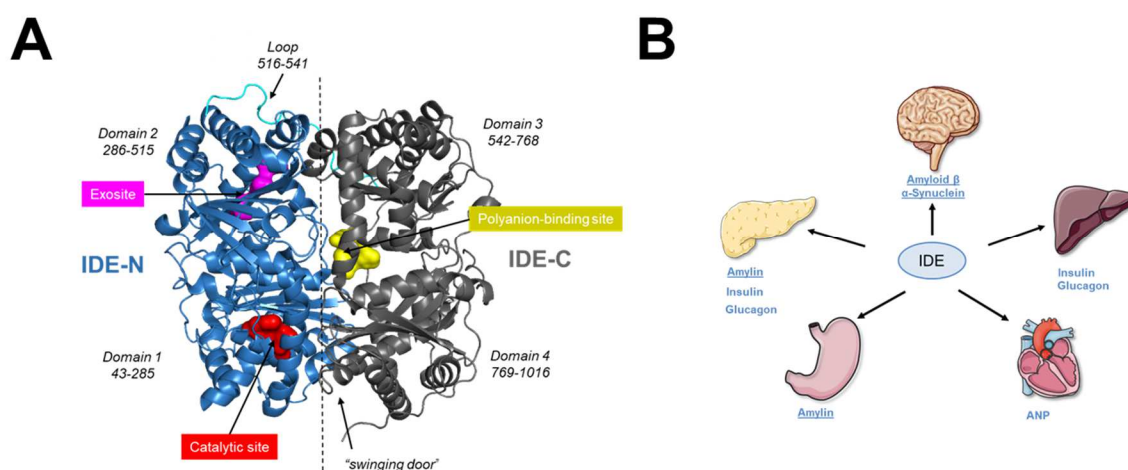 A
Loop
516-541
Domain 2
286-515
Domain 3
542-768
Exosite
Polyanion-binding site
IDE-N
IDE-C
Domain 1
43-285
Domain 4
769-1016
Catalytic site
"swinging door"
B
Amyloid β
α-Synuclein
IDE
Amylin
Insulin
Glucagon
Insulin
Glucagon
Amylin
ANP